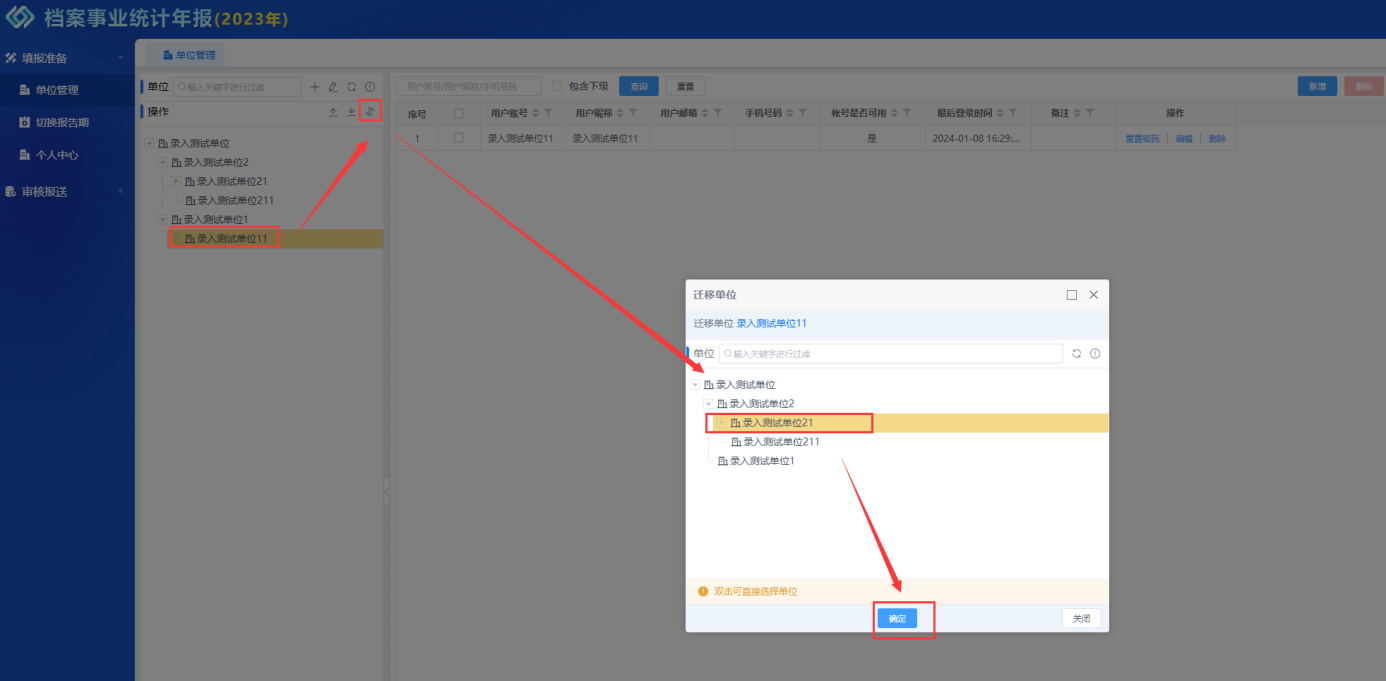 档案事业统计年报(2023年)
填报准备
单位管理
切换报告期
个人中心
审核报送
单位管理
单位 输入关键字进行过滤
操作
录入测试单位
录入测试单位2
录入测试单位21
录入测试单位211
录入测试单位1
录入测试单位11
用户账号/用户昵称/手机号码 包含下级 查询 重置 新增 删除
序号 用户账号 用户昵称 用户邮箱 手机号码 帐号是否可用 最后登录时间 备注 操作
1 录入测试单位11 录入测试单位11 是 2024-01-08 16:29:... 重置密码 编辑 删除
迁移单位
迁移单位 录入测试单位11
单位 输入关键字进行过滤
录入测试单位
录入测试单位2
录入测试单位21
录入测试单位211
录入测试单位1
双击可直接选择单位
确定 关闭